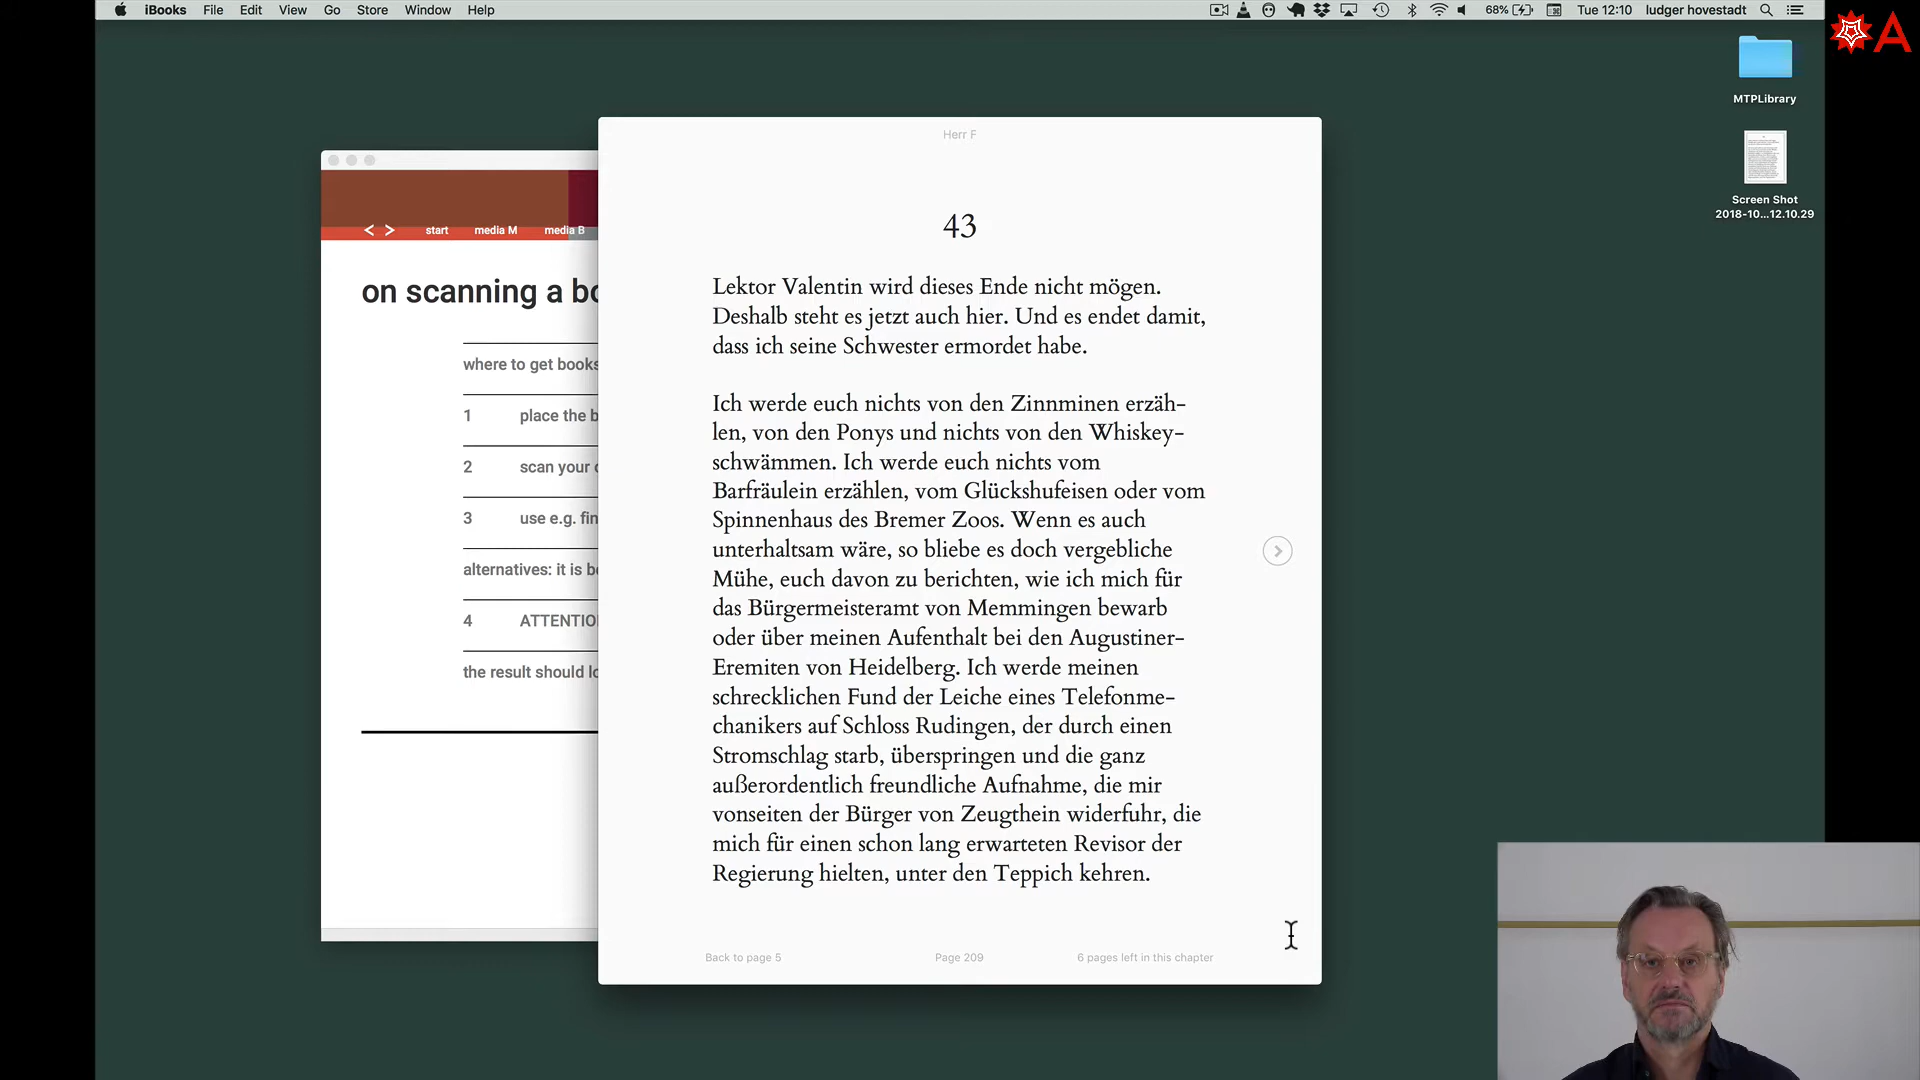 iBooks File Edit View Go Store Window Help
68% Tue 12:10 ludger hovestadt
A
MTPLibrary
Screen Shot
2018-10...12.10.29
< > start media M media B
on scanning a bo
where to get books
1 place the b
2 scan your
3 use e.g. fin
alternatives: it is be
4 ATTENTIO
the result should lo
Herr F
43
Lektor Valentin wird dieses Ende nicht mögen.
Deshalb steht es jetzt auch hier. Und es endet damit,
dass ich seine Schwester ermordet habe.
Ich werde euch nichts von den Zinnminen erzäh-
len, von den Ponys und nichts von den Whiskey-
schwämmen. Ich werde euch nichts vom
Barfräulein erzählen, vom Glückshufeisen oder vom
Spinnenhaus des Bremer Zoos. Wenn es auch
unterhaltsam wäre, so bliebe es doch vergebliche
Mühe, euch davon zu berichten, wie ich mich für
das Bürgermeisteramt von Memmingen bewarb
oder über meinen Aufenthalt bei den Augustiner-
Eremiten von Heidelberg. Ich werde meinen
schrecklichen Fund der Leiche eines Telefonme-
chanikers auf Schloss Rudingen, der durch einen
Stromschlag starb, überspringen und die ganz
außerordentlich freundliche Aufnahme, die mir
vonseiten der Bürger von Zeugthein widerfuhr, die
mich für einen schon lang erwarteten Revisor der
Regierung hielten, unter den Teppich kehren.
Back to page 5 Page 209 6 pages left in this chapter